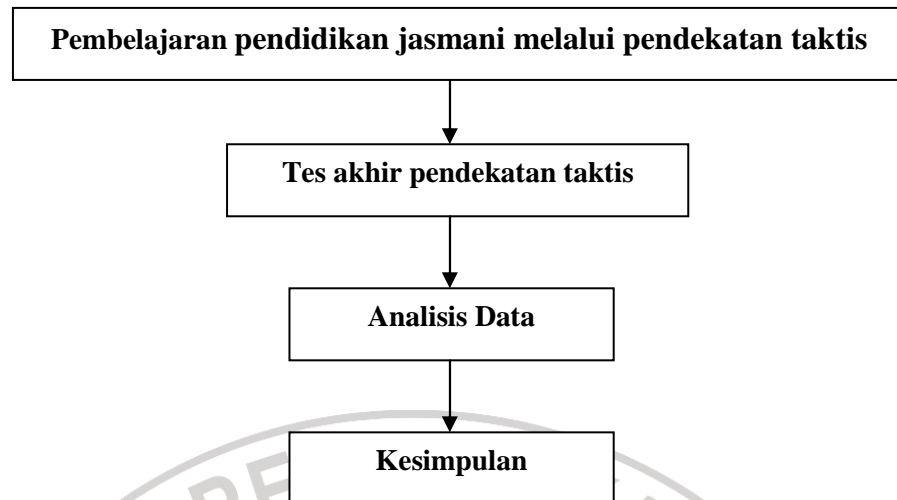 Pembelajaran pendidikan jasmani melalui pendekatan taktis
Tes akhir pendekatan taktis
Analisis Data
Kesimpulan